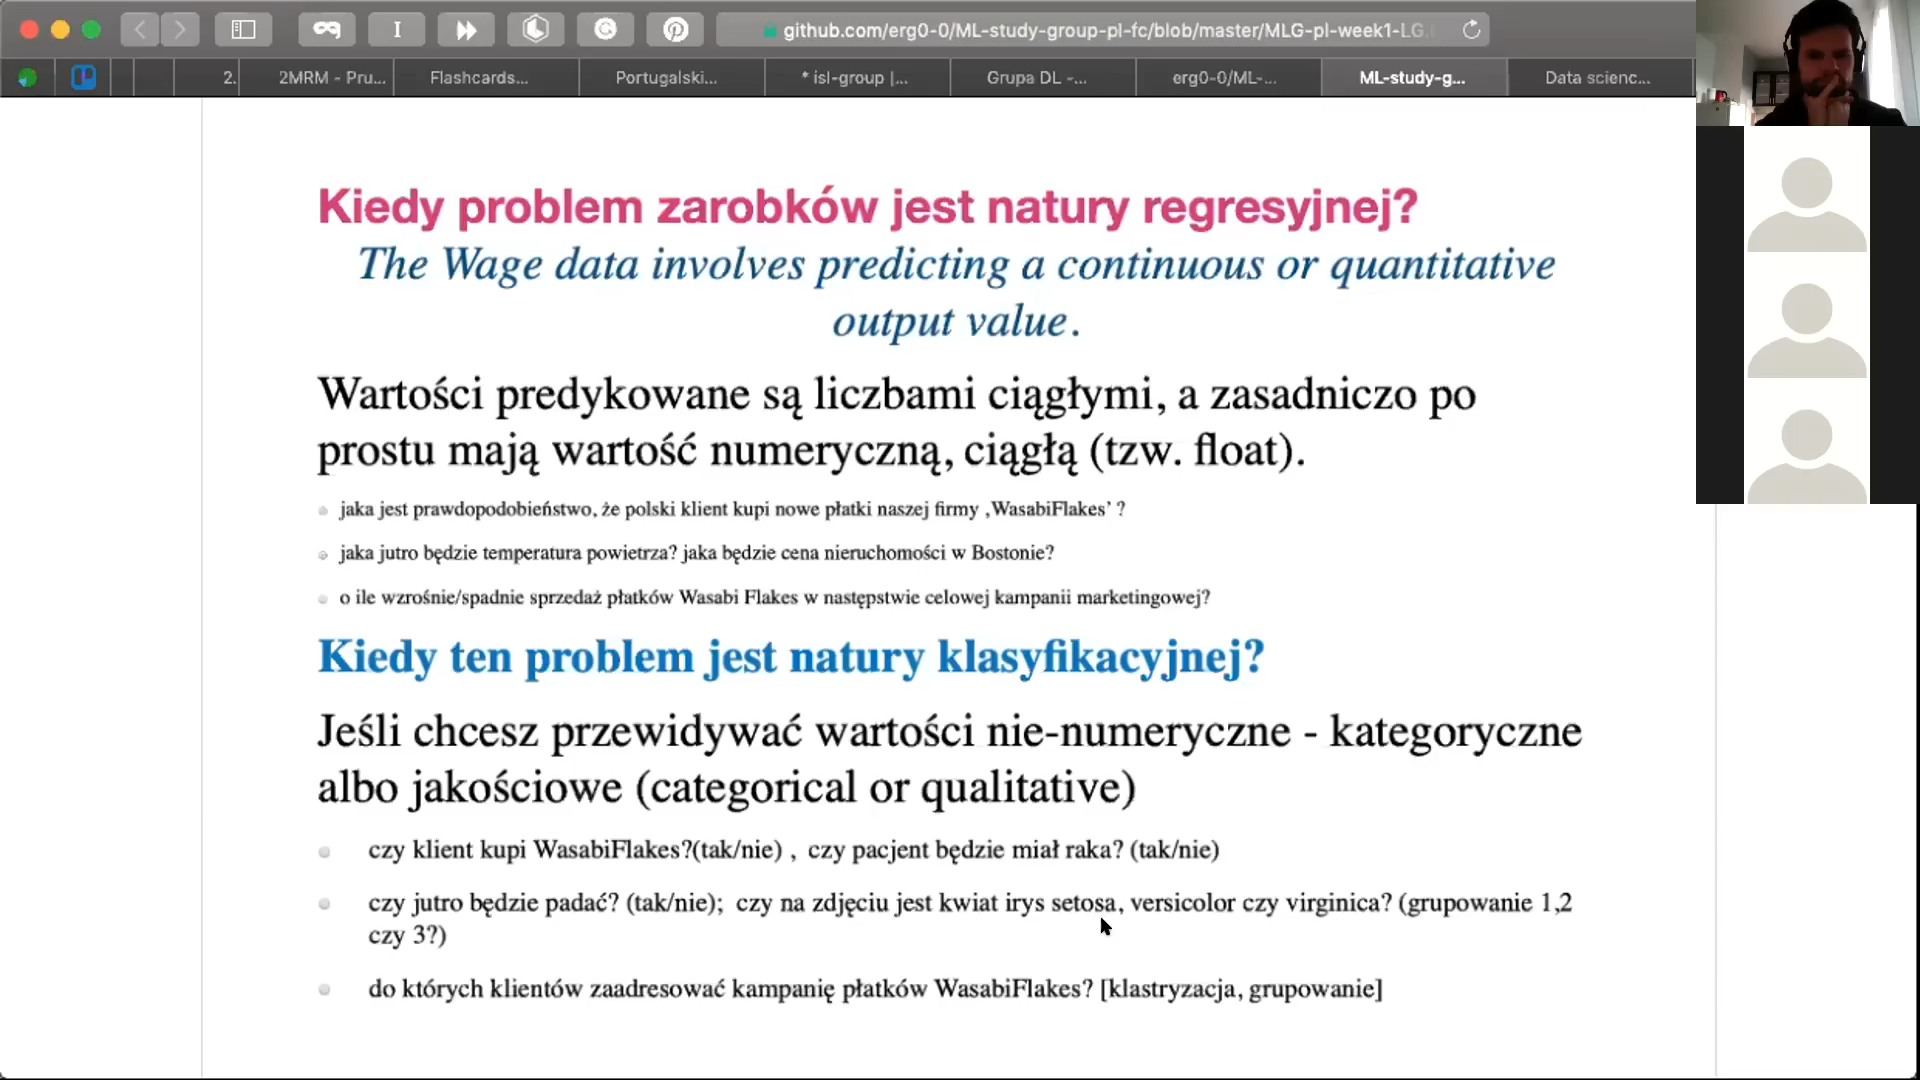 github.com/erg0-0/ML-study-group-pl-fc/blob/master/MLG-pl-week1-LG.
2.
2MRM - Pru...
Flashcards...
Portugalski...
* isl-group |...
Grupa DL -...
erg0-0/ML-...
ML-study-g...
Data scienc...
Kiedy problem zarobków jest natury regresyjnej?
The Wage data involves predicting a continuous or quantitative
output value.
Wartości predykowane są liczbami ciągłymi, a zasadniczo po
prostu mają wartość numeryczną, ciągłą (tzw. float).
jaka jest prawdopodobieństwo, że polski klient kupi nowe płatki naszej firmy ‚WasabiFlakes’ ?
jaka jutro będzie temperatura powietrza? jaka będzie cena nieruchomości w Bostonie?
o ile wzrośnie/spadnie sprzedaż płatków Wasabi Flakes w następstwie celowej kampanii marketingowej?
Kiedy ten problem jest natury klasyfikacyjnej?
Jeśli chcesz przewidywać wartości nie-numeryczne - kategoryczne
albo jakościowe (categorical or qualitative)
czy klient kupi WasabiFlakes?(tak/nie) , czy pacjent będzie miał raka? (tak/nie)
czy jutro będzie padać? (tak/nie); czy na zdjęciu jest kwiat irys setosa, versicolor czy virginica? (grupowanie 1,2
czy 3?)
do których klientów zaadresować kampanię płatków WasabiFlakes? [klastryzacja, grupowanie]